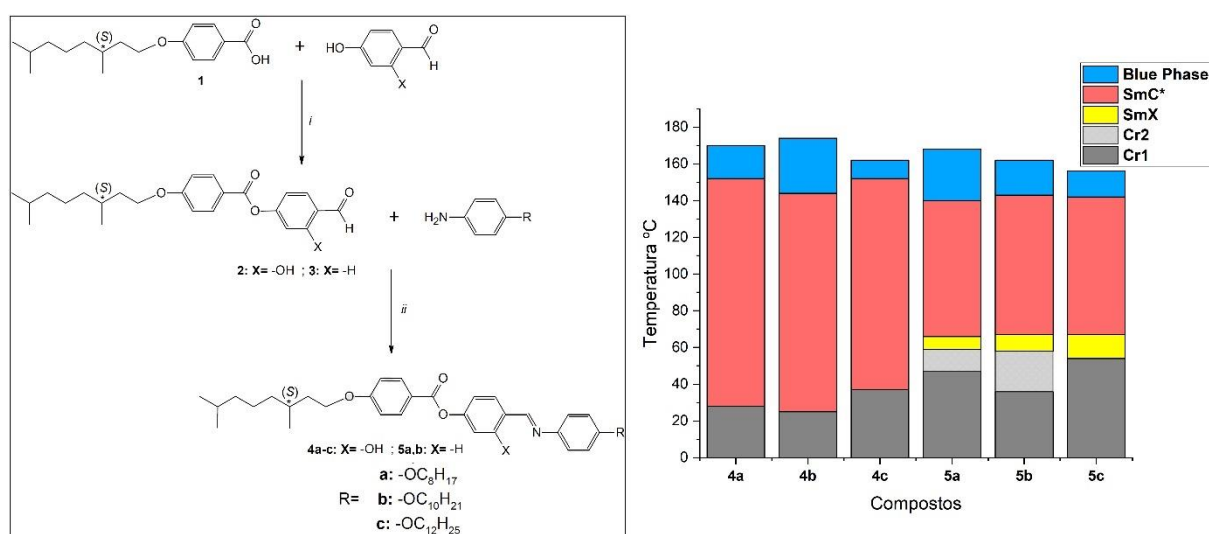 (S)
*
O
O
OH
1
+
HO
O
H
X
i
(S)
*
O
O
O
O
H
X
+
H₂N
R
2: X= -OH ; 3: X= -H
ii
(S)
*
O
O
O
N
R
X
4a-c: X= -OH ; 5a,b: X= -H
a: -OC₈H₁₇
R= b: -OC₁₀H₂₁
c: -OC₁₂H₂₅
Blue Phase
SmC*
SmX
Cr2
Cr1
Temperatura ºC
180
160
140
120
100
80
60
40
20
0
4a 4b 4c 5a 5b 5c
Compostos